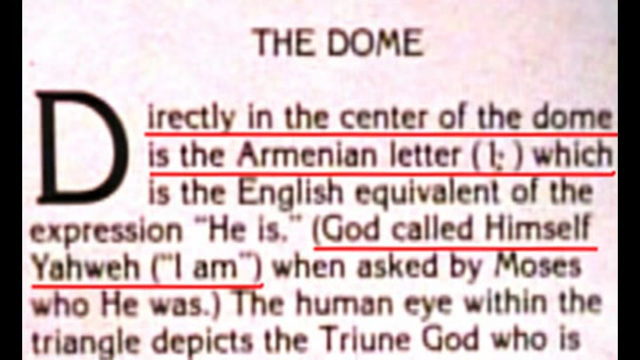 THE DOME
Directly in the center of the dome
is the Armenian letter (Է) which
is the English equivalent of the
expression "He is." (God called Himself
Yahweh ("I am") when asked by Moses
who He was.) The human eye within the
triangle depicts the Triune God who is